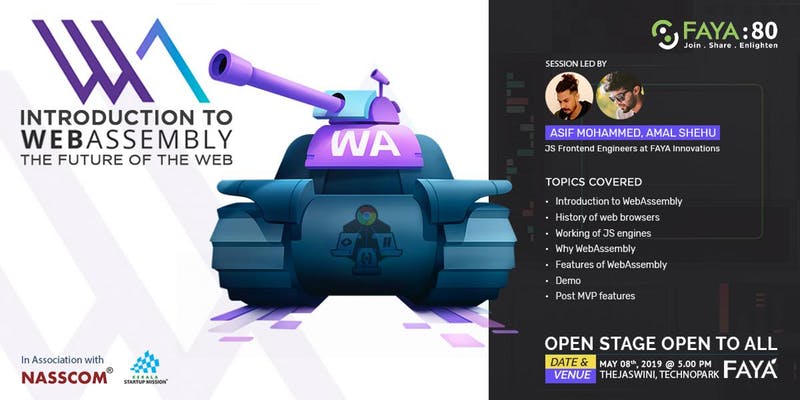 INTRODUCTION TO
WEBASSEMBLY
THE FUTURE OF THE WEB
WA
In Association with
NASSCOM®
KERALA
STARTUP MISSION
FAYA:80
Join . Share . Enlighten
SESSION LED BY
ASIF MOHAMMED, AMAL SHEHU
JS Frontend Engineers at FAYA Innovations
TOPICS COVERED
• Introduction to WebAssembly
• History of web browsers
• Working of JS engines
• Why WebAssembly
• Features of WebAssembly
• Demo
• Post MVP features
OPEN STAGE OPEN TO ALL
DATE & VENUE
MAY 08th, 2019 @ 5.00 PM
THEJASWINI, TECHNOPARK
FAYA